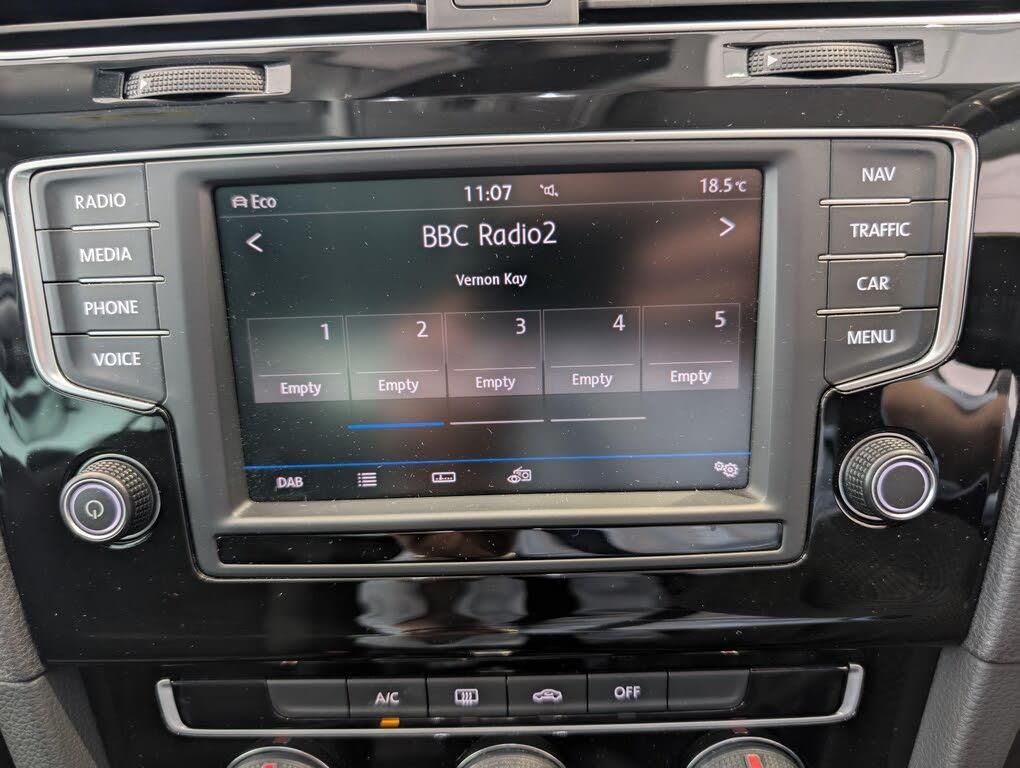 RADIO
MEDIA
PHONE
VOICE
Eco
11:07
18.5°C
BBC Radio2
Vernon Kay
1 2 3 4 5
Empty Empty Empty Empty Empty
DAB
NAV
TRAFFIC
CAR
MENU
A/C
OFF